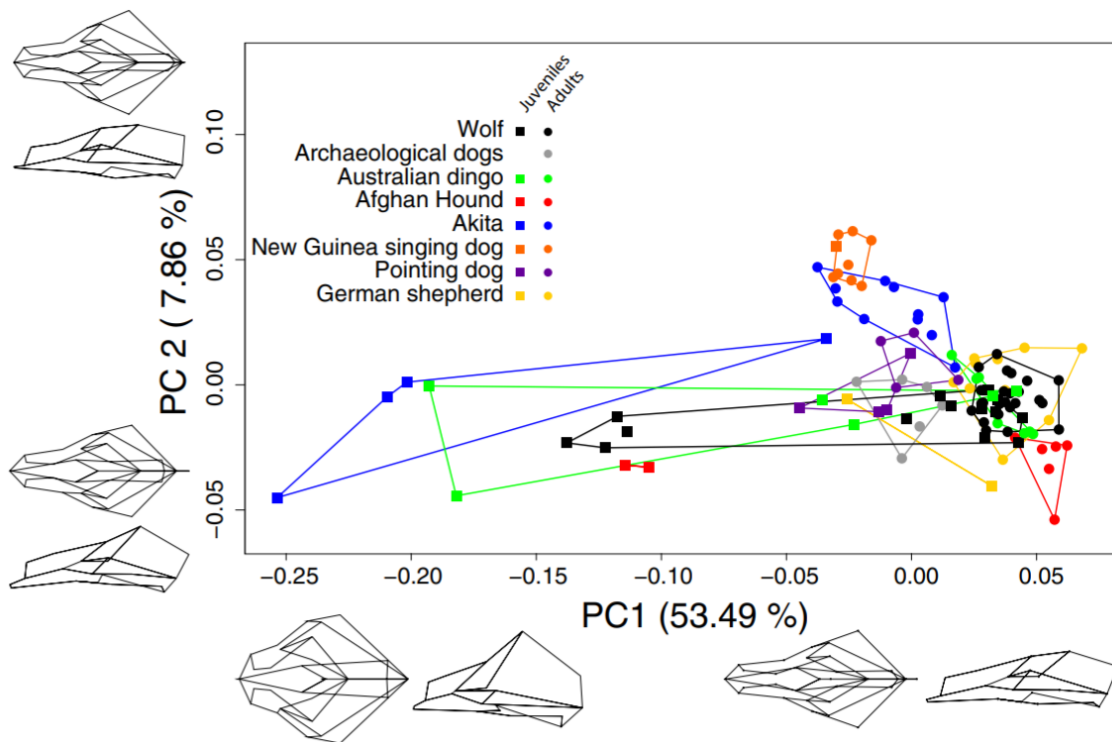 Juveniles
Adults
Wolf
Archaeological dogs
Australian dingo
Afghan Hound
Akita
New Guinea singing dog
Pointing dog
German shepherd
PC 2 ( 7.86 %)
0.10
0.05
0.00
−0.05
−0.25 −0.20 −0.15 −0.10 −0.05 0.00 0.05
PC1 (53.49 %)